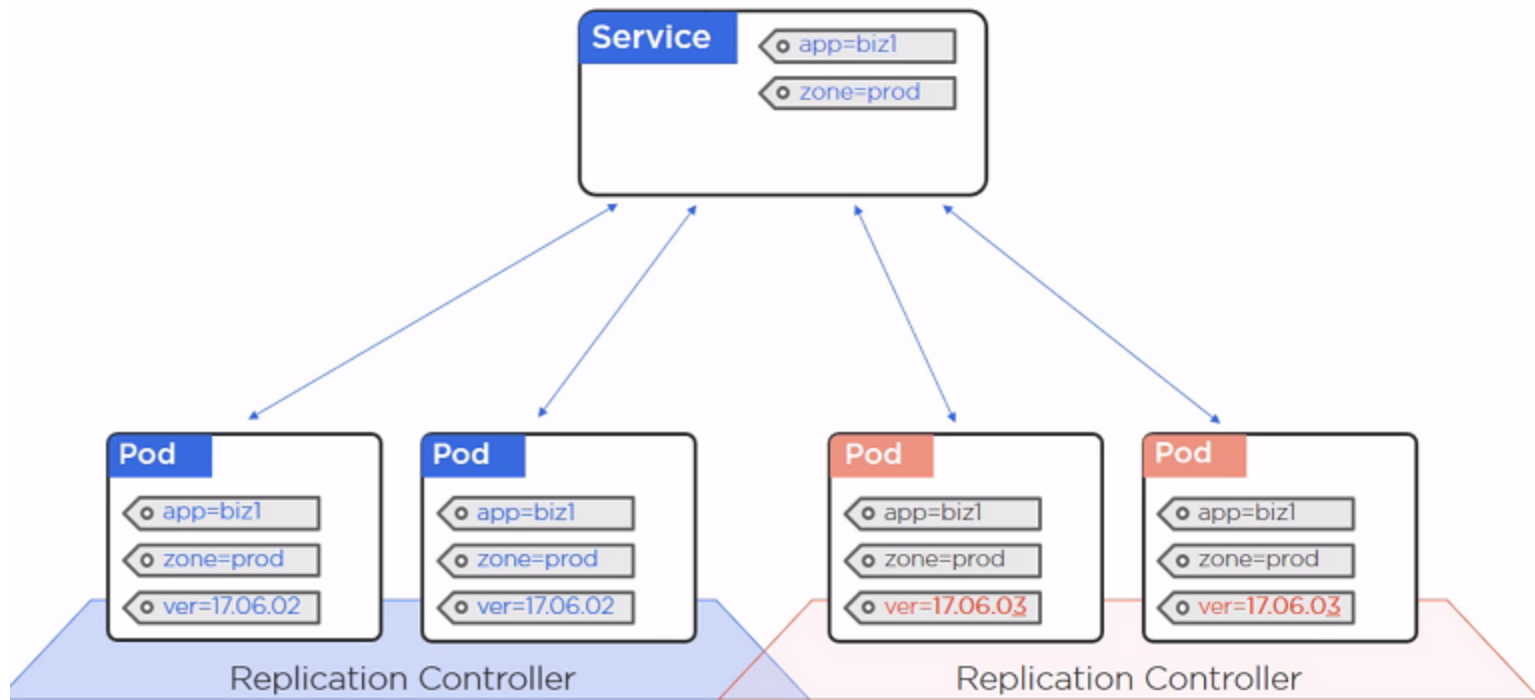 Service
app=biz1
zone=prod
Pod
app=biz1
zone=prod
ver=17.06.02
Pod
app=biz1
zone=prod
ver=17.06.02
Pod
app=biz1
zone=prod
ver=17.06.03
Pod
app=biz1
zone=prod
ver=17.06.03
Replication Controller
Replication Controller